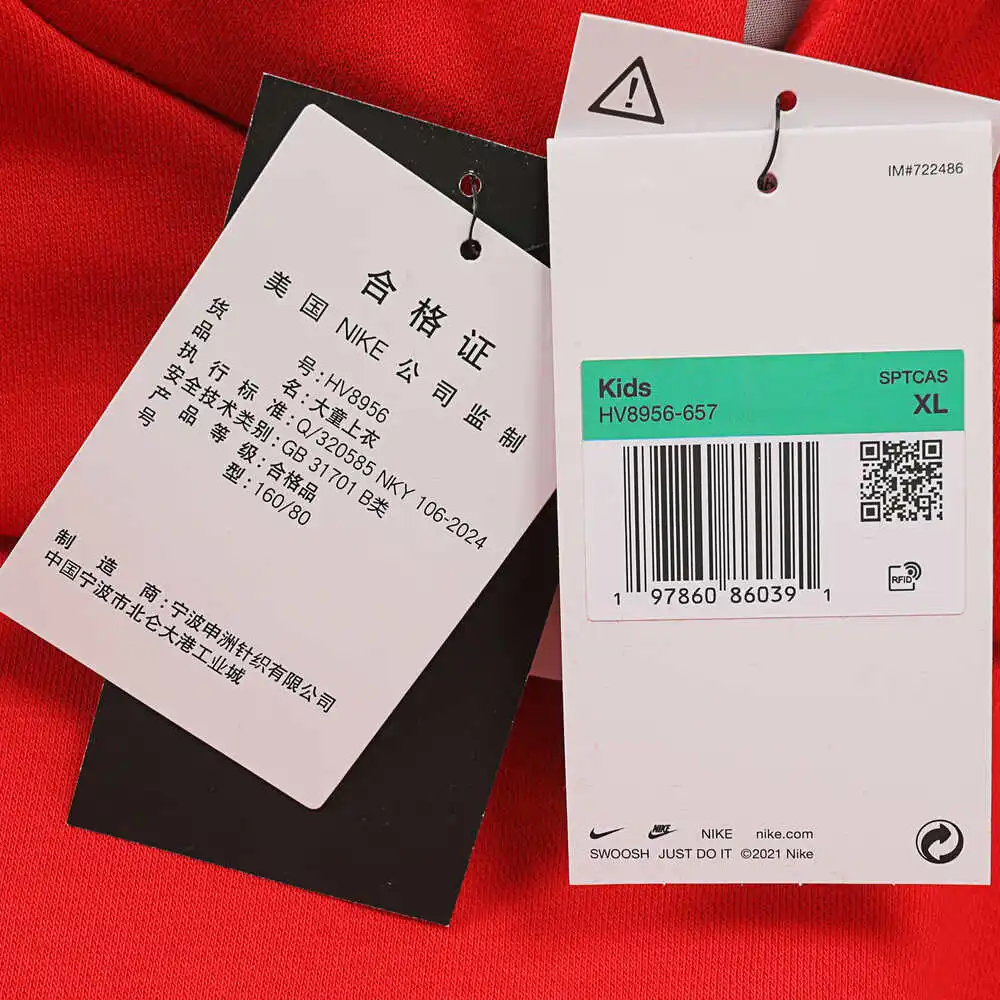 合格证
美国NIKE公司监制
货号:HV8956
品名:大童上衣
执行标准:Q/320585 NKY 106-2024
安全技术类别:GB 31701 B类
产品等级:合格品
号型:160/80
制造商:宁波申洲针织有限公司
中国宁波市北仑大港工业城
!
IM#722486
Kids
SPTCAS
HV8956-657
XL
1 97860 86039 1
RFID
NIKE NIKE nike.com
SWOOSH JUST DO IT ©2021 Nike